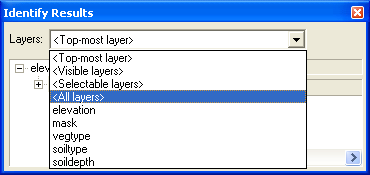 Identify Results
Layers: <Top-most layer>
<Top-most layer>
<Visible layers>
<Selectable layers>
<All layers>
elevation
mask
vegtype
soiltype
soildepth